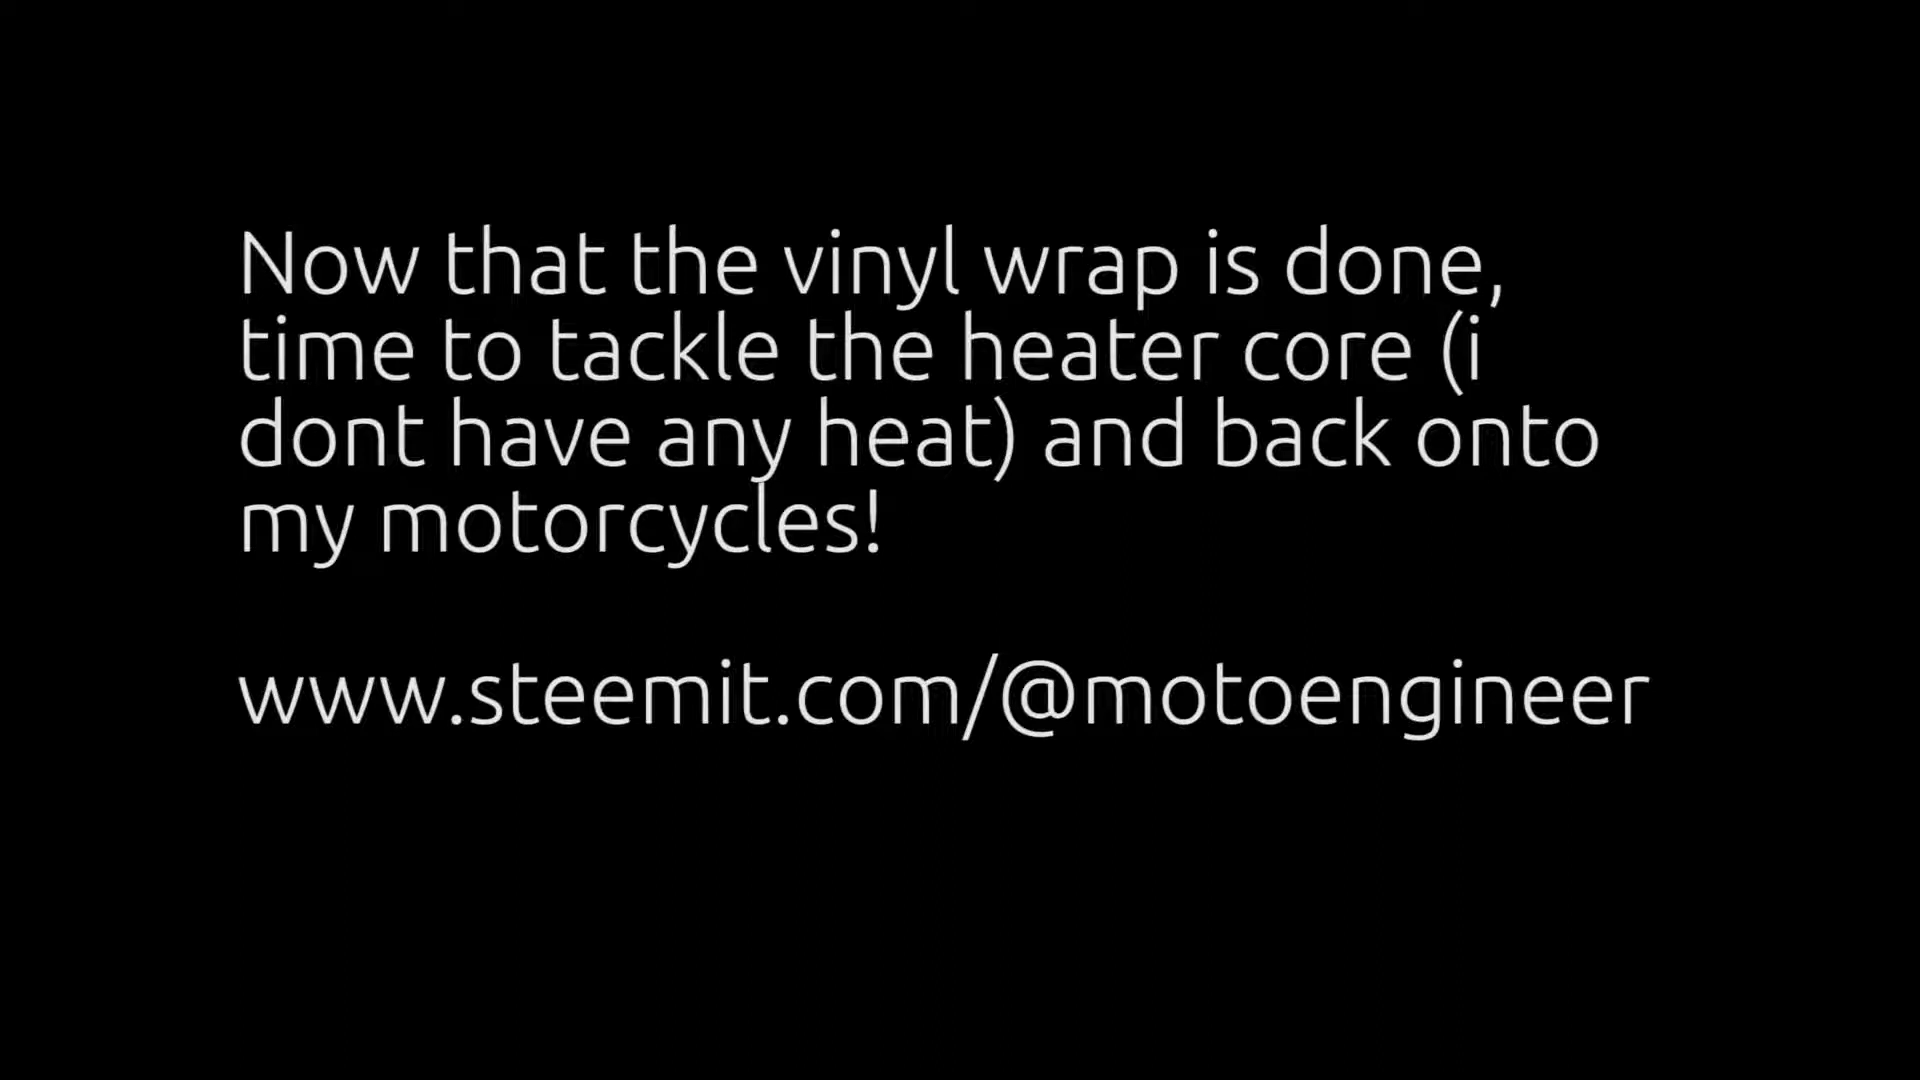 Now that the vinyl wrap is done,
time to tackle the heater core (i
dont have any heat) and back onto
my motorcycles!
www.steemit.com/@motoengineer